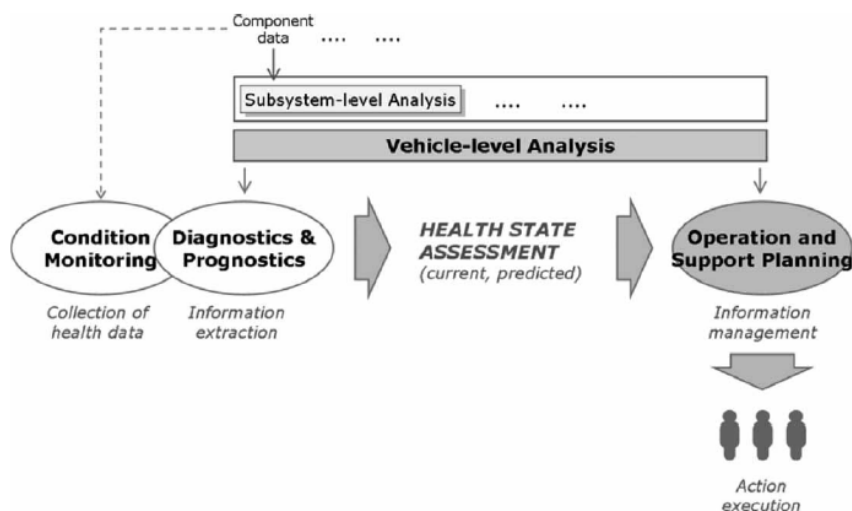 Component
data
....
....
Subsystem-level Analysis
....
....
Vehicle-level Analysis
Condition
Monitoring
Diagnostics &
Prognostics
HEALTH STATE
ASSESSMENT
(current, predicted)
Operation and
Support Planning
Collection of
health data
Information
extraction
Information
management
Action
execution